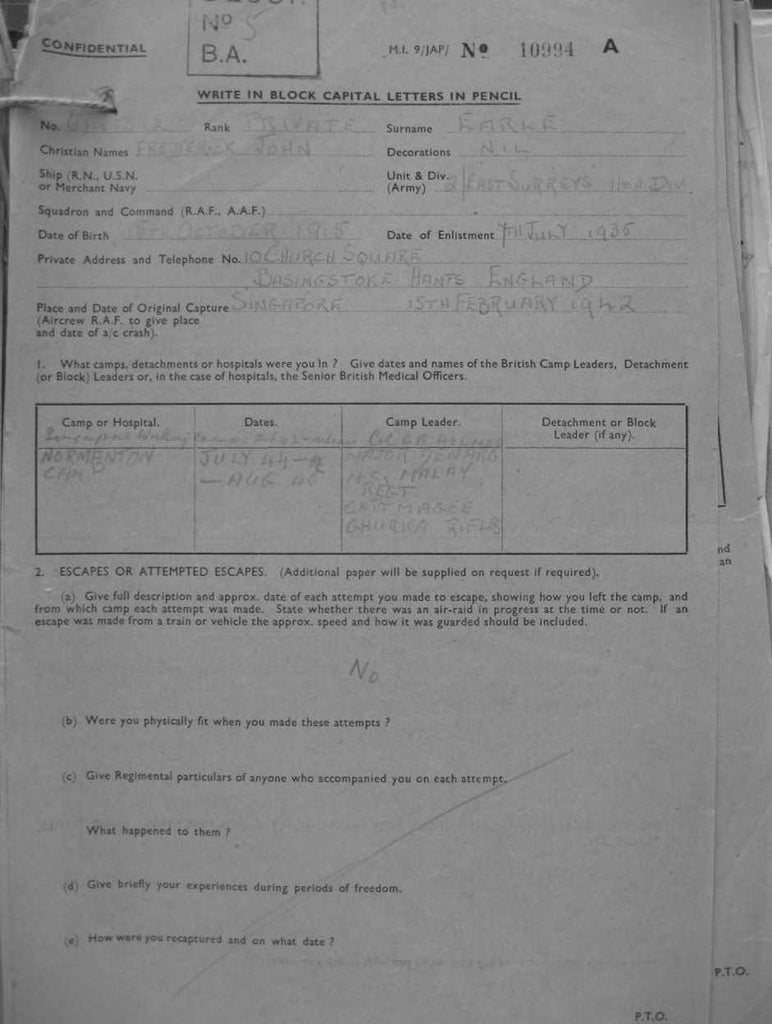 No 5
B.A.
CONFIDENTIAL
M.I. 9/JAP/ No 10994 A
WRITE IN BLOCK CAPITAL LETTERS IN PENCIL
No. Rank PRIVATE Surname EARLE
Christian Names FREDERICK JOHN Decorations NIL
Ship (R.N., U.S.N. Unit & Div.
or Merchant Navy (Army) 2/EAST SURREYS 11th DIV
Squadron and Command (R.A.F., A.A.F.)
Date of Birth 1st OCTOBER 1915 Date of Enlistment 7TH JULY 1935
Private Address and Telephone No. 10 CHURCH SQUARE
BASINGSTOKE HANTS ENGLAND
Place and Date of Original Capture SINGAPORE 15TH FEBRUARY 1942
(Aircrew R.A.F. to give place
and date of a/c crash).
1. What camps, detachments or hospitals were you in ? Give dates and names of the British Camp Leaders, Detachment
(or Block) Leaders or, in the case of hospitals, the Senior British Medical Officers.
Camp or Hospital. Dates. Camp Leader. Detachment or Block
Leader (if any).
NORMENTON JULY 44 - MAJOR
CAMP - AUG 45 MALAY
REGT
CAPT MAGEE
GHURKA RIFLES
2. ESCAPES OR ATTEMPTED ESCAPES. (Additional paper will be supplied on request if required).
(a) Give full description and approx. date of each attempt you made to escape, showing how you left the camp, and
from which camp each attempt was made. State whether there was an air-raid in progress at the time or not. If an
escape was made from a train or vehicle the approx. speed and how it was guarded should be included.
No
(b) Were you physically fit when you made these attempts ?
(c) Give Regimental particulars of anyone who accompanied you on each attempt.
What happened to them ?
(d) Give briefly your experiences during periods of freedom.
(e) How were you recaptured and on what date ?
P.T.O.
nd
an
P.T.O.